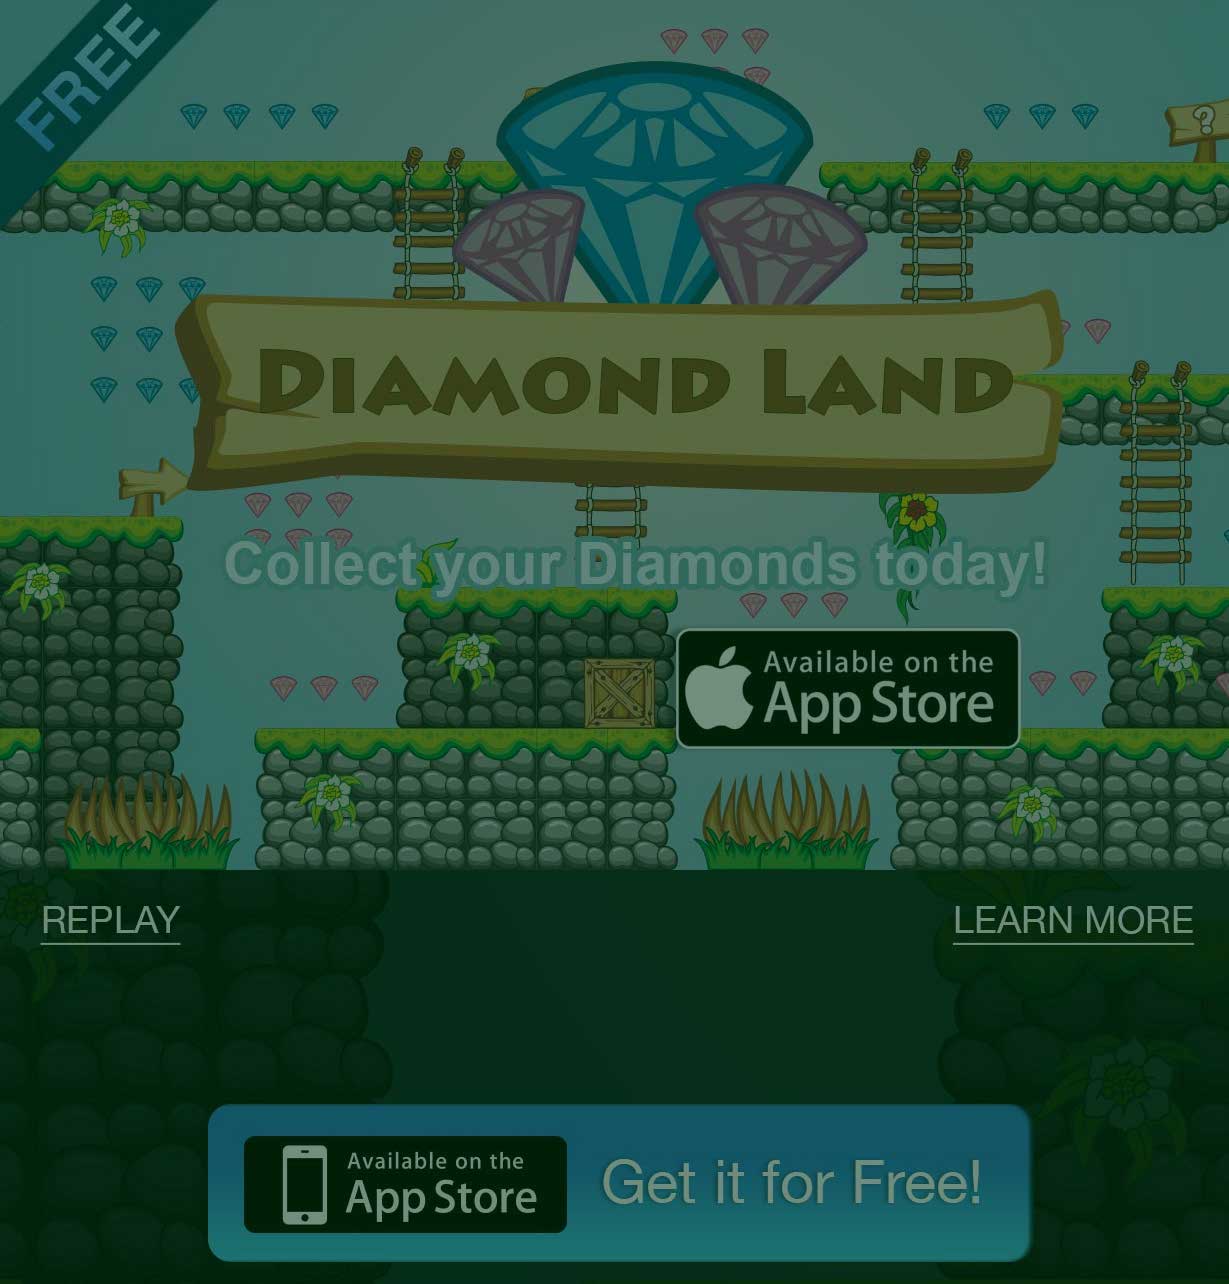 FREE
?
DIAMOND LAND
Collect your Diamonds today!
Available on the
App Store
REPLAY
LEARN MORE
Available on the
App Store
Get it for Free!